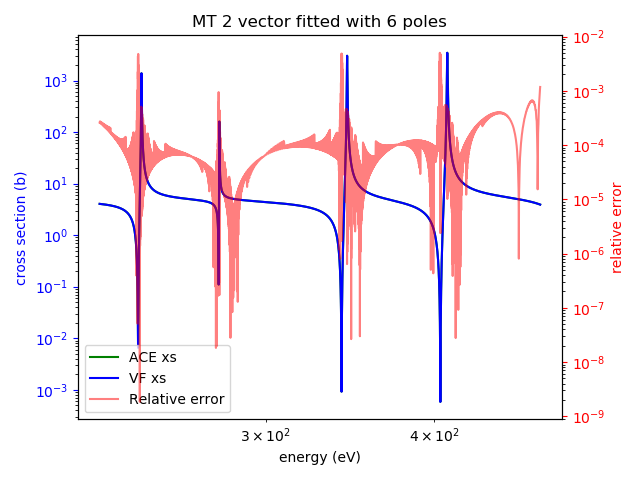 MT 2 vector fitted with 6 poles
cross section (b)
10³
10²
10¹
10⁰
10⁻¹
10⁻²
10⁻³
ACE xs
VF xs
Relative error
3 × 10²
4 × 10²
energy (eV)
10⁻²
10⁻³
10⁻⁴
10⁻⁵
10⁻⁶
10⁻⁷
10⁻⁸
10⁻⁹
relative error